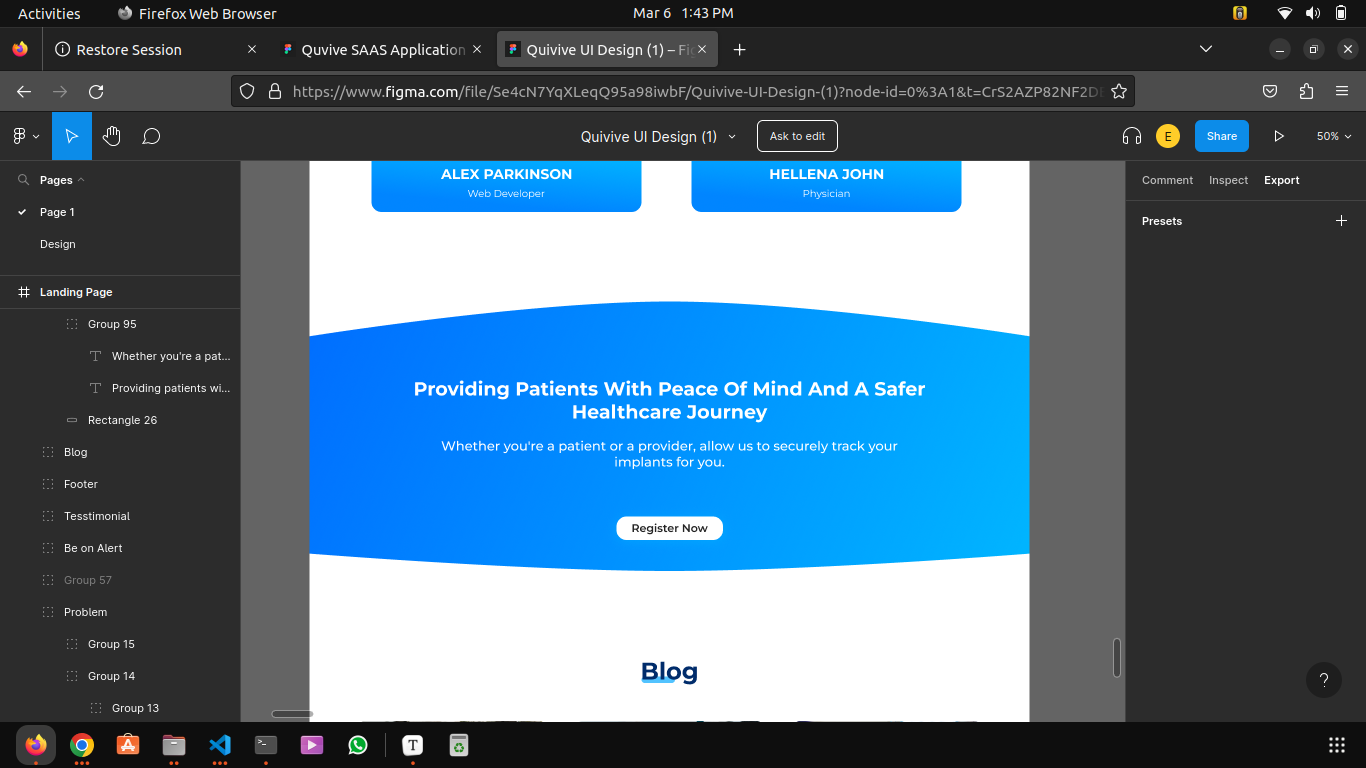 Activities
Firefox Web Browser
Mar 6 1:43 PM
Restore Session
Quvive SAAS Application
Quivive UI Design (1) – Fig
https://www.figma.com/file/Se4cN7YqXLeqQ95a98iwbF/Quivive-UI-Design-(1)?node-id=0%3A1&t=CrS2AZP82NF2DE
Quivive UI Design (1)
Ask to edit
E
Share
50%
Pages
Page 1
Design
Landing Page
Group 95
Whether you're a pat...
Providing patients wi...
Rectangle 26
Blog
Footer
Tesstimonial
Be on Alert
Group 57
Problem
Group 15
Group 14
Group 13
ALEX PARKINSON
Web Developer
HELLENA JOHN
Physician
Providing Patients With Peace Of Mind And A Safer
Healthcare Journey
Whether you're a patient or a provider, allow us to securely track your
implants for you.
Register Now
Blog
Comment
Inspect
Export
Presets
?
T